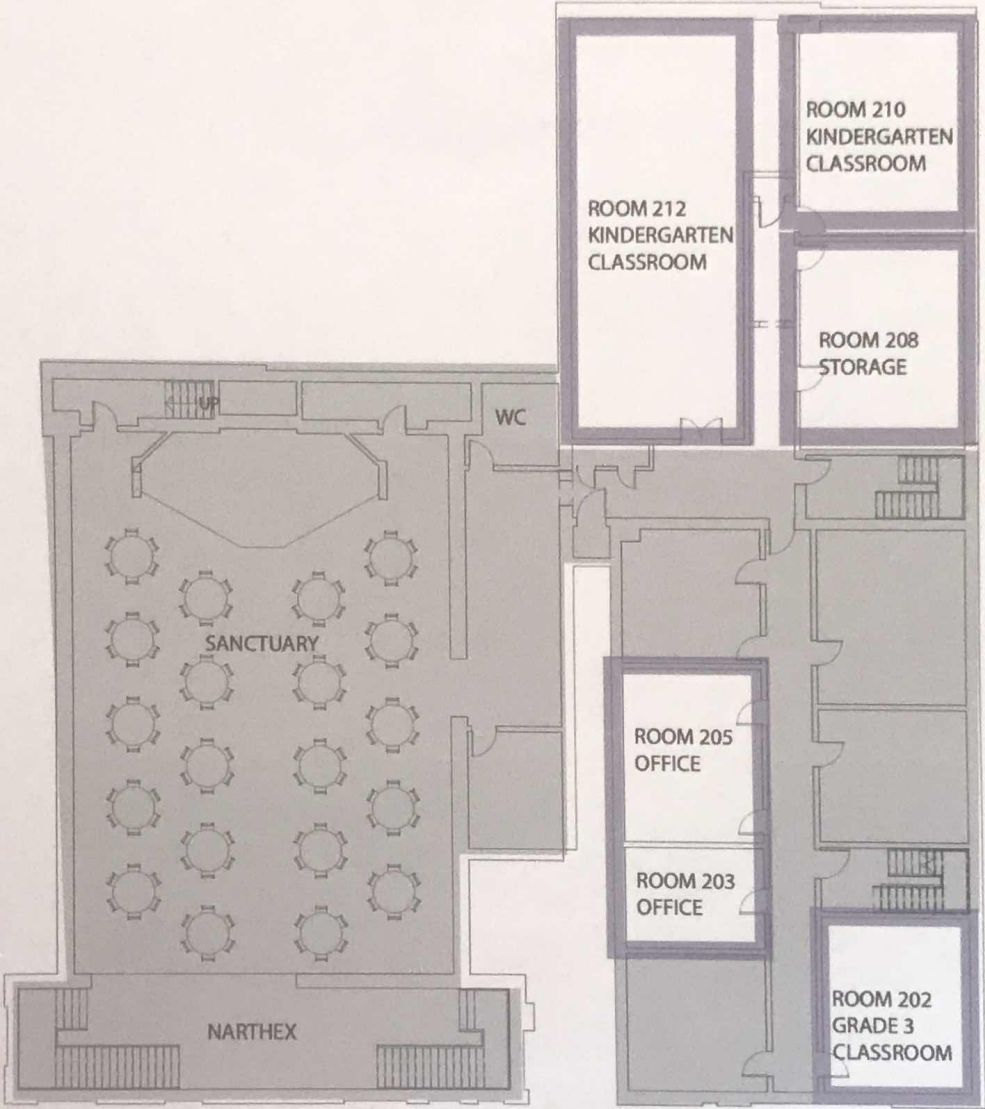 ROOM 210
KINDERGARTEN
CLASSROOM
ROOM 212
KINDERGARTEN
CLASSROOM
ROOM 208
STORAGE
UP
WC
SANCTUARY
ROOM 205
OFFICE
ROOM 203
OFFICE
ROOM 202
GRADE 3
CLASSROOM
NARTHEX